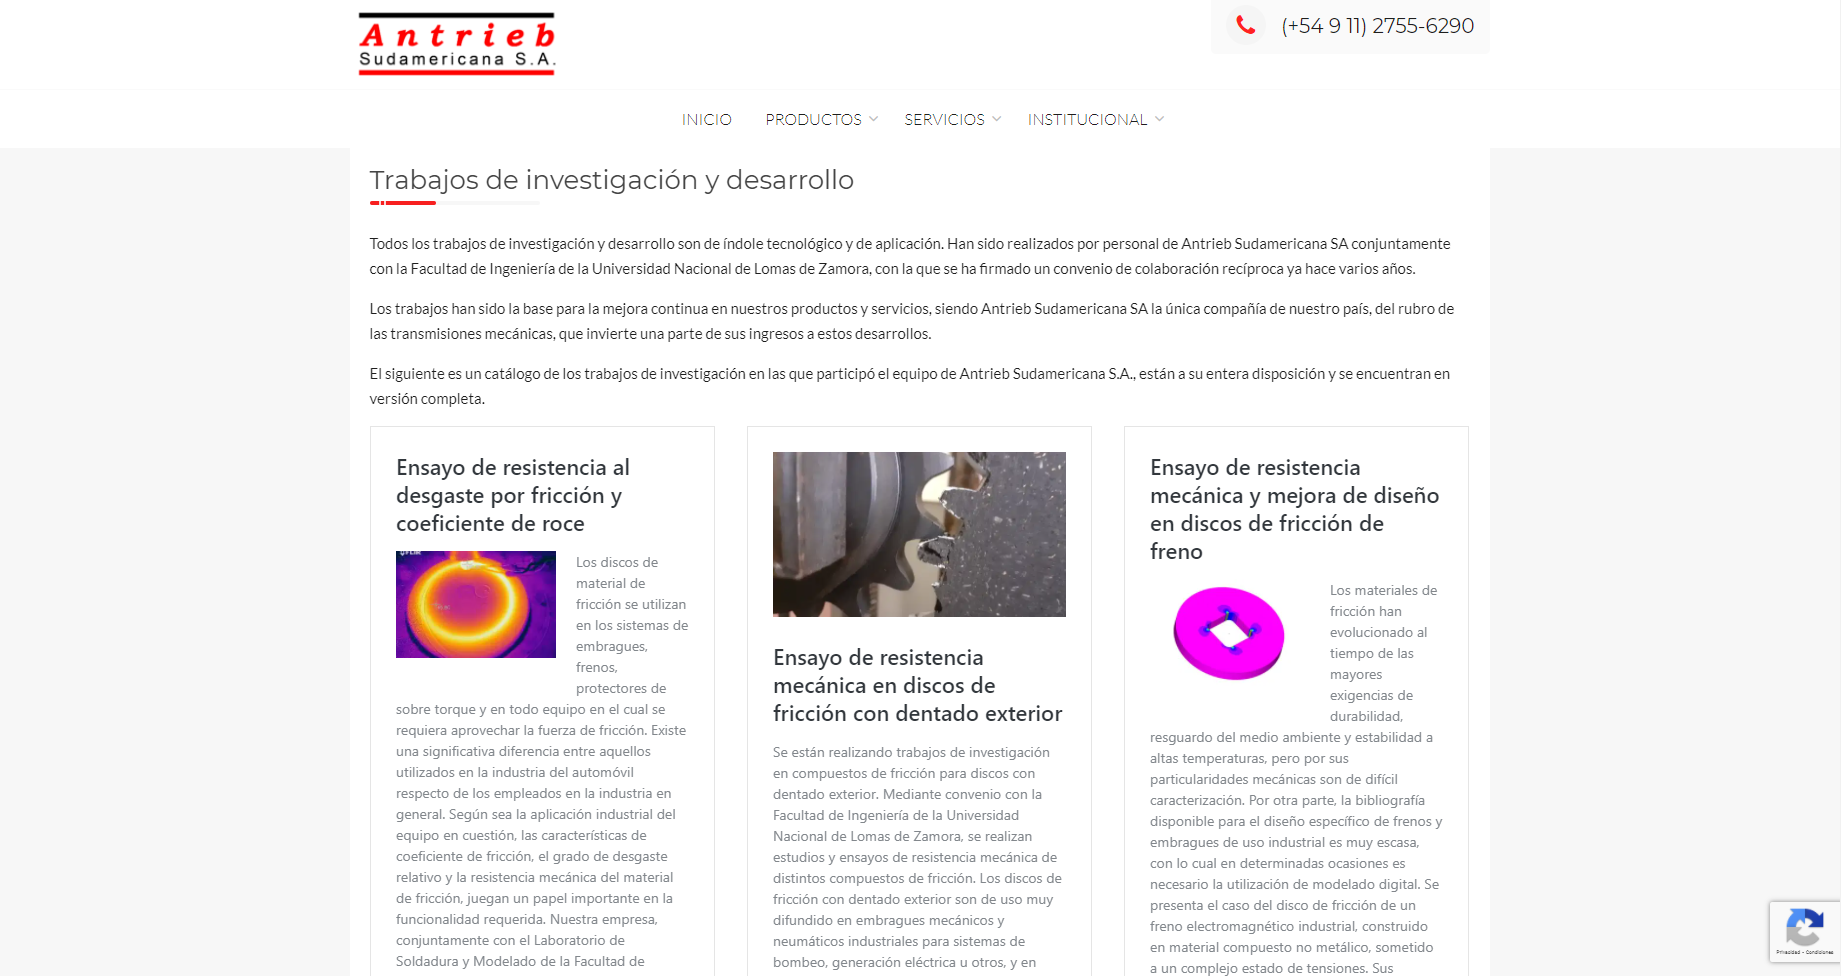 Antrieb
Sudamericana S.A.
(+54 9 11) 2755-6290
INICIO
PRODUCTOS
SERVICIOS
INSTITUCIONAL
Trabajos de investigación y desarrollo
Todos los trabajos de investigación y desarrollo son de índole tecnológico y de aplicación. Han sido realizados por personal de Antrieb Sudamericana SA conjuntamente
con la Facultad de Ingeniería de la Universidad Nacional de Lomas de Zamora, con la que se ha firmado un convenio de colaboración recíproca ya hace varios años.
Los trabajos han sido la base para la mejora continua en nuestros productos y servicios, siendo Antrieb Sudamericana SA la única compañía de nuestro país, del rubro de
las transmisiones mecánicas, que invierte una parte de sus ingresos a estos desarrollos.
El siguiente es un catálogo de los trabajos de investigación en las que participó el equipo de Antrieb Sudamericana S.A., están a su entera disposición y se encuentran en
versión completa.
Ensayo de resistencia al
desgaste por fricción y
coeficiente de roce
Los discos de
material de
fricción se utilizan
en los sistemas de
embragues,
frenos,
protectores de
sobre torque y en todo equipo en el cual se
requiera aprovechar la fuerza de fricción. Existe
una significativa diferencia entre aquellos
utilizados en la industria del automóvil
respecto de los empleados en la industria en
general. Según sea la aplicación industrial del
equipo en cuestión, las características de
coeficiente de fricción, el grado de desgaste
relativo y la resistencia mecánica del material
de fricción, juegan un papel importante en la
funcionalidad requerida. Nuestra empresa,
conjuntamente con el Laboratorio de
Soldadura y Modelado de la Facultad de
Ensayo de resistencia
mecánica en discos de
fricción con dentado exterior
Se están realizando trabajos de investigación
en compuestos de fricción para discos con
dentado exterior. Mediante convenio con la
Facultad de Ingeniería de la Universidad
Nacional de Lomas de Zamora, se realizan
estudios y ensayos de resistencia mecánica de
distintos compuestos de fricción. Los discos de
fricción con dentado exterior son de uso muy
difundido en embragues mecánicos y
neumáticos industriales para sistemas de
bombeo, generación eléctrica u otros, y en
Ensayo de resistencia
mecánica y mejora de diseño
en discos de fricción de
freno
Los materiales de
fricción han
evolucionado al
tiempo de las
mayores
exigencias de
durabilidad,
resguardo del medio ambiente y estabilidad a
altas temperaturas, pero por sus
particularidades mecánicas son de difícil
caracterización. Por otra parte, la bibliografía
disponible para el diseño específico de frenos y
embragues de uso industrial es muy escasa,
con lo cual en determinadas ocasiones es
necesario la utilización de modelado digital. Se
presenta el caso del disco de fricción de un
freno electromagnético industrial, construido
en material compuesto no metálico, sometido
a un complejo estado de tensiones. Sus
Privacidad - Condiciones